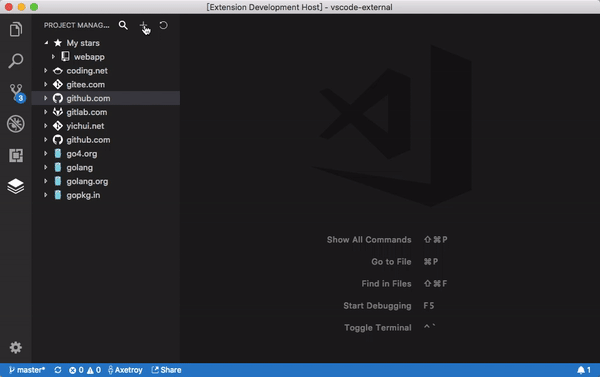 [Extension Development Host] - vscode-external
PROJECT MANAG...
My stars
webapp
coding.net
gitee.com
github.com
gitlab.com
yichui.net
github.com
go4.org
golang
golang.org
gopkg.in
3
Show All Commands ⇧⌘P
Go to File ⌘P
Find in Files ⇧⌘F
Start Debugging F5
Toggle Terminal ⌃`
master* 0 0 Axetroy Share 1